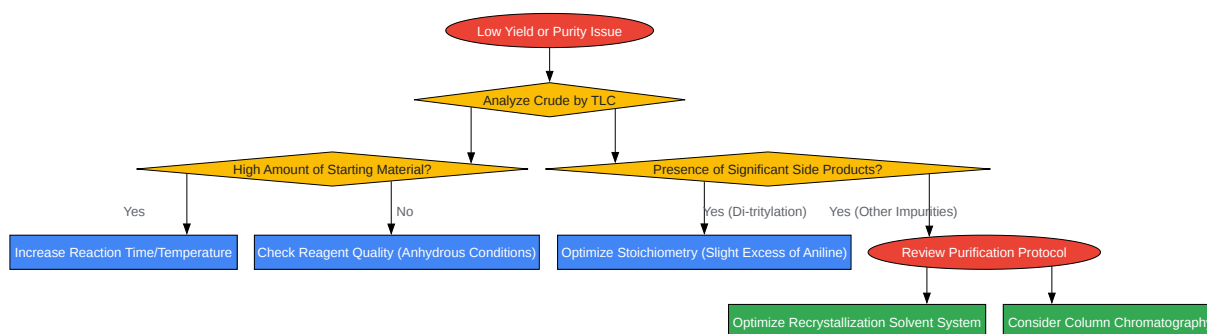 Low Yield or Purity Issue
Analyze Crude by TLC
High Amount of Starting Material?
Presence of Significant Side Products?
Yes
No
Yes (Di-tritylation)
Yes (Other Impurities)
Increase Reaction Time/Temperature
Check Reagent Quality (Anhydrous Conditions)
Optimize Stoichiometry (Slight Excess of Aniline)
Review Purification Protocol
Optimize Recrystallization Solvent System
Consider Column Chromatography